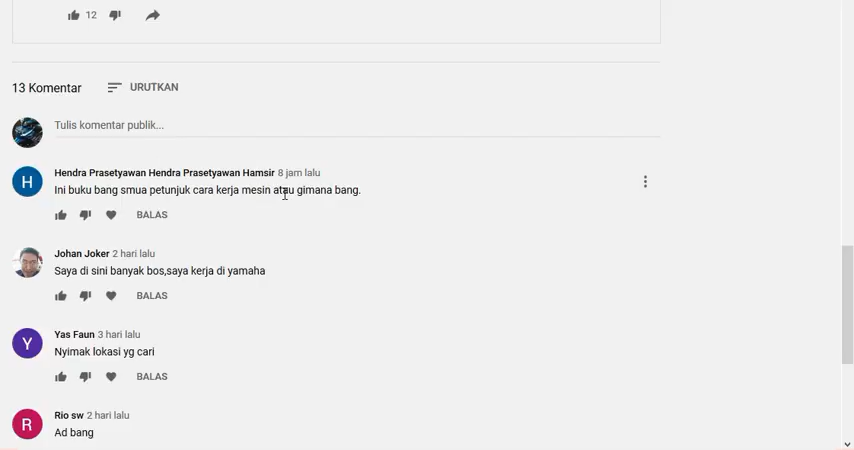 12
13 Komentar URUTKAN
Tulis komentar publik...
H
Hendra Prasetyawan Hendra Prasetyawan Hamsir 8 jam lalu
Ini buku bang smua petunjuk cara kerja mesin atau gimana bang.
BALAS
Johan Joker 2 hari lalu
Saya di sini banyak bos,saya kerja di yamaha
BALAS
Y
Yas Faun 3 hari lalu
Nyimak lokasi yg cari
BALAS
R
Rio sw 2 hari lalu
Ad bang